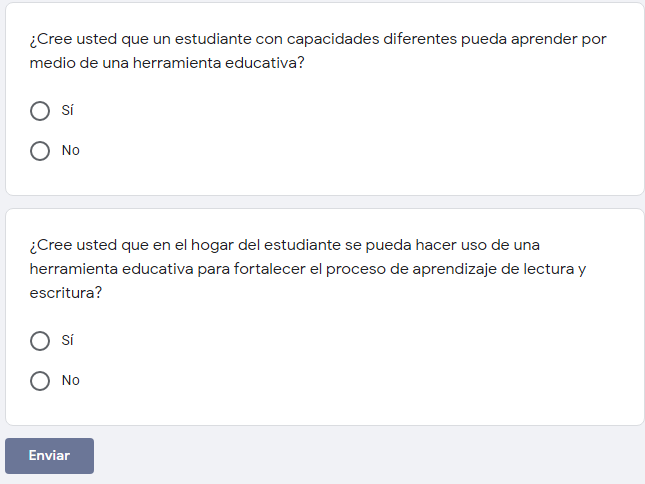 ¿Cree usted que un estudiante con capacidades diferentes pueda aprender por
medio de una herramienta educativa?
Sí
No
¿Cree usted que en el hogar del estudiante se pueda hacer uso de una
herramienta educativa para fortalecer el proceso de aprendizaje de lectura y
escritura?
Sí
No
Enviar